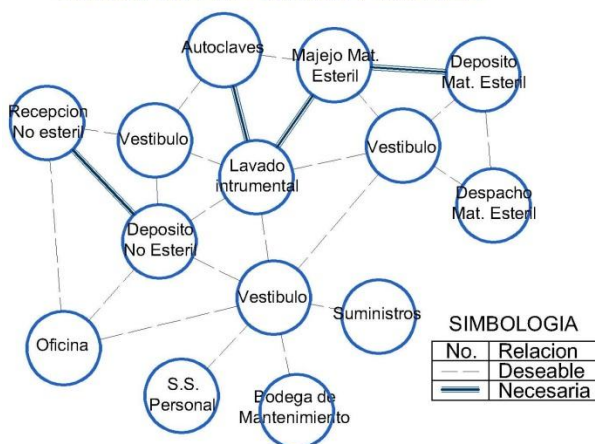 Autoclaves
Majejo Mat.
Esteril
Deposito
Mat. Esteril
Recepcion
No esteril
Vestibulo
Lavado
intrumental
Vestibulo
Despacho
Mat. Esteril
Deposito
No Esteril
Vestibulo
Suministros
Oficina
S.S.
Personal
Bodega de
Mantenimiento
SIMBOLOGIA
No. Relacion
Deseable
Necesaria